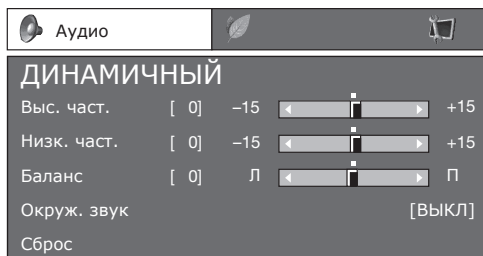 Аудио
ДИНАМИЧНЫЙ
Выс. част. [ 0] –15 +15
Низк. част. [ 0] –15 +15
Баланс [ 0] Л П
Окруж. звук [ВЫКЛ]
Сброс